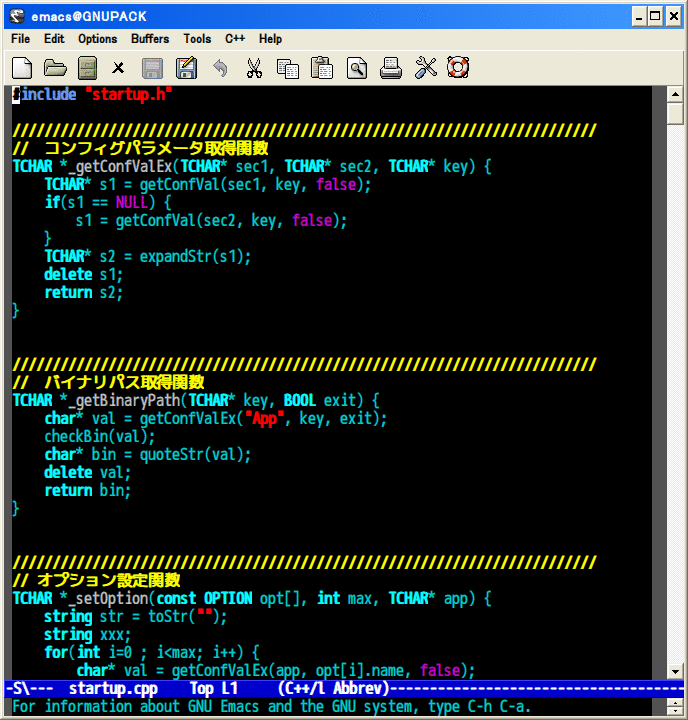 emacs@GNUPACK
File Edit Options Buffers Tools C++ Help
#include "startup.h"
/////////////////////////////////////////////////////////////////////////
//  コンフィグパラメータ取得関数
TCHAR *_getConfValEx(TCHAR* sec1, TCHAR* sec2, TCHAR* key) {
    TCHAR* s1 = getConfVal(sec1, key, false);
    if(s1 == NULL) {
        s1 = getConfVal(sec2, key, false);
    }
    TCHAR* s2 = expandStr(s1);
    delete s1;
    return s2;
}
/////////////////////////////////////////////////////////////////////////
//  バイナリパス取得関数
TCHAR *_getBinaryPath(TCHAR* key, BOOL exit) {
    char* val = getConfValEx("App", key, exit);
    checkBin(val);
    char* bin = quoteStr(val);
    delete val;
    return bin;
}
/////////////////////////////////////////////////////////////////////////
// オプション設定関数
TCHAR *_setOption(const OPTION opt[], int max, TCHAR* app) {
    string str = toStr("");
    string xxx;
    for(int i=0 ; i<max; i++) {
        char* val = getConfValEx(app, opt[i].name, false);
-S\---  startup.cpp    Top L1     (C++/l Abbrev)-------------------------------------
For information about GNU Emacs and the GNU system, type C-h C-a.